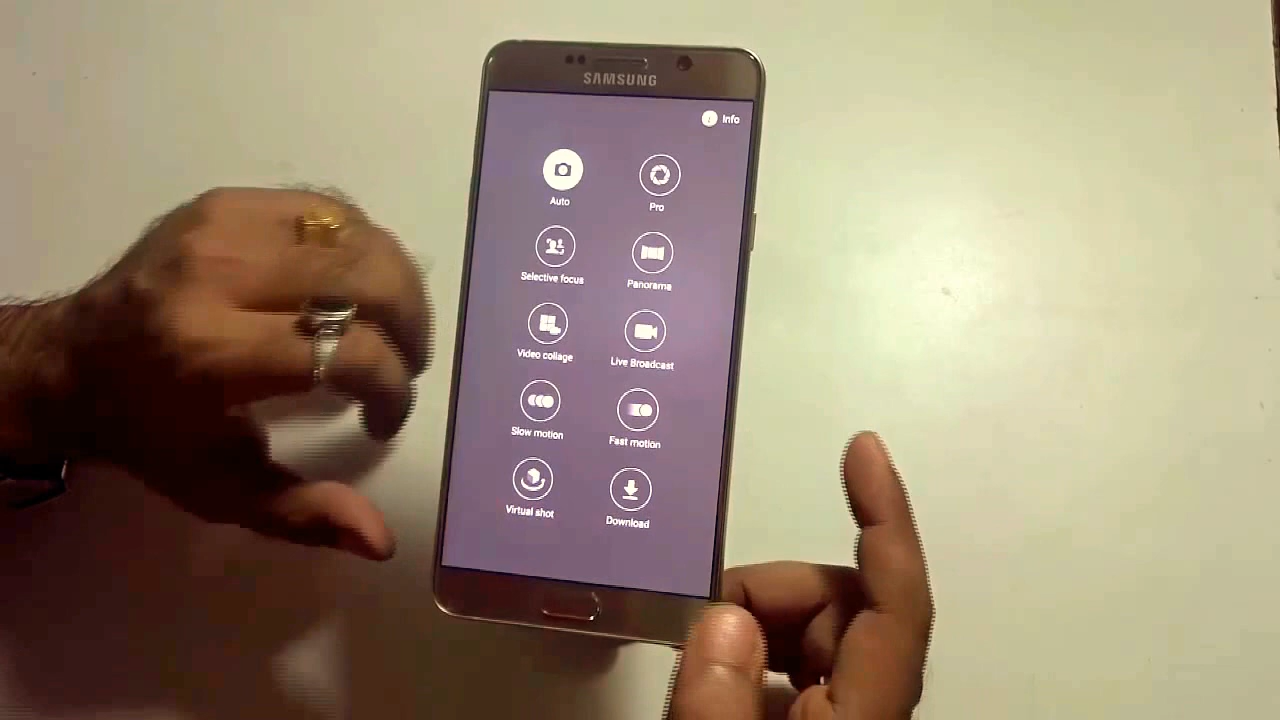 SAMSUNG
Info
Auto
Pro
Selective focus
Panorama
Video collage
Live Broadcast
Slow motion
Fast motion
Virtual shot
Download